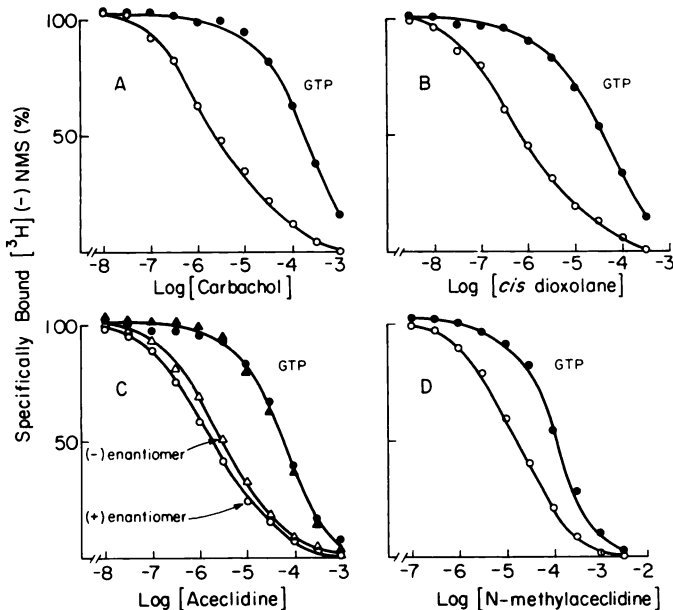 Specifically Bound [³H] (-) NMS (%)
100
50
A
GTP
-8 -7 -6 -5 -4 -3
Log [Carbachol]
B
GTP
-8 -7 -6 -5 -4 -3
Log [cis dioxolane]
100
50
C
GTP
(-) enantiomer
(+) enantiomer
-8 -7 -6 -5 -4 -3
Log [Aceclidine]
D
GTP
-7 -6 -5 -4 -3 -2
Log [N-methylaceclidine]